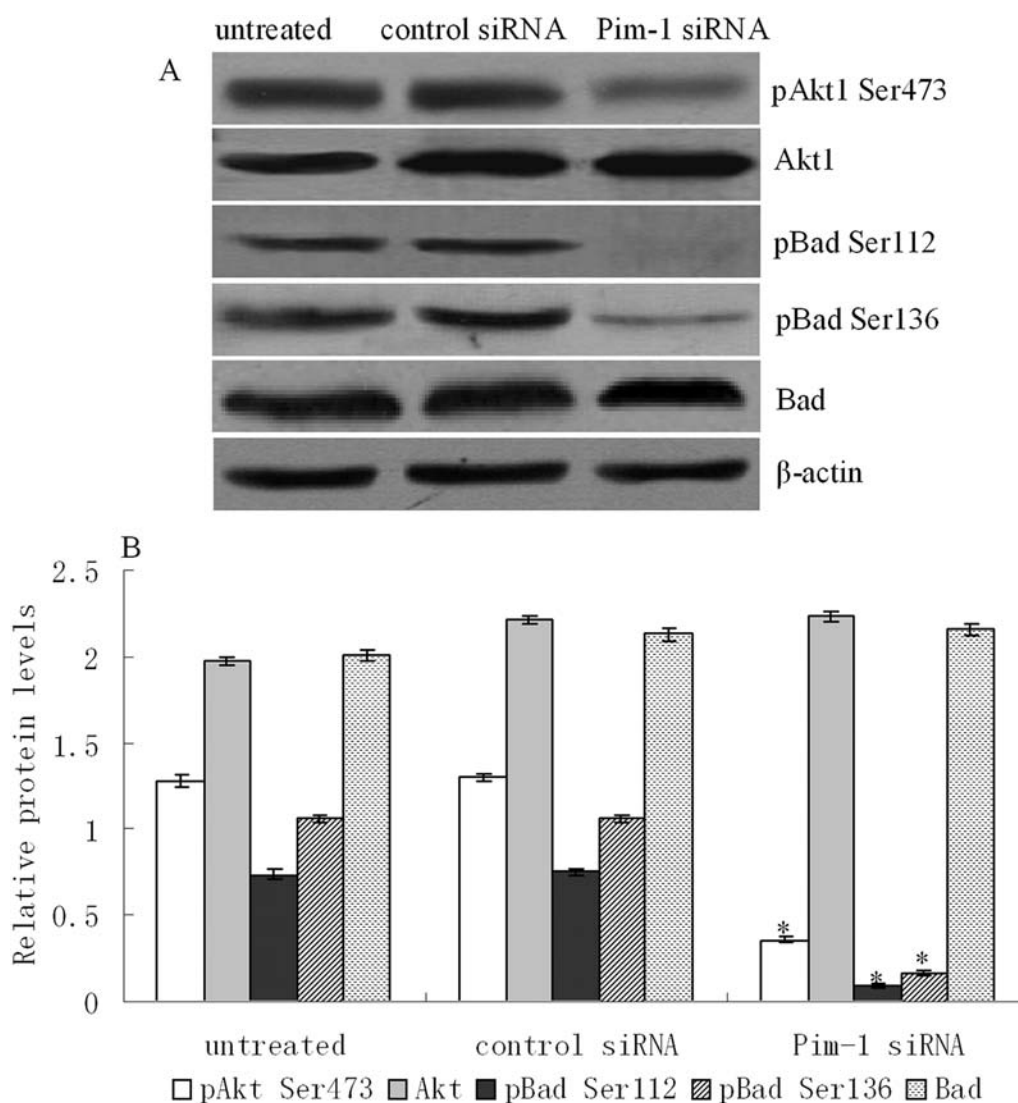 untreated control siRNA Pim-1 siRNA
A
pAkt1 Ser473
Akt1
pBad Ser112
pBad Ser136
Bad
β-actin
B
Relative protein levels
2.5
2
1.5
1
0.5
0
*
*
*
untreated control siRNA Pim-1 siRNA
pAkt Ser473 Akt pBad Ser112 pBad Ser136 Bad